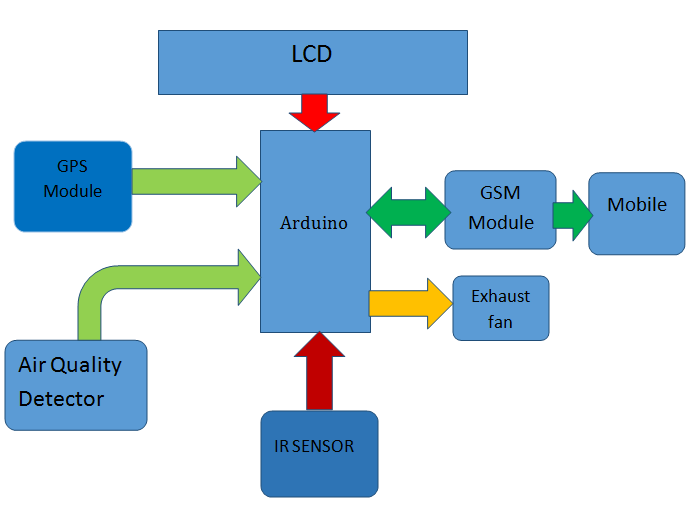 LCD
GPS
Module
Arduino
GSM
Module
Mobile
Exhaust
fan
Air Quality
Detector
IR SENSOR